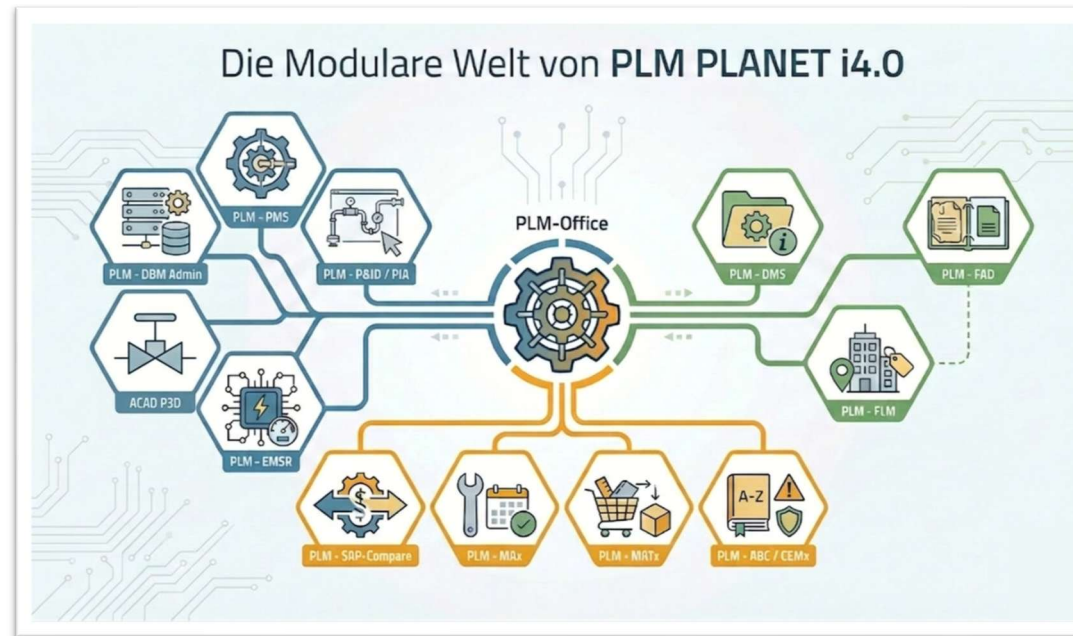 Die Modulare Welt von PLM PLANET i4.0
PLM - PMS
PLM - DBM Admin
PLM - P&ID / PIA
PLM-Office
PLM - DMS
PLM - FAD
ACAD P3D
PLM - EMSR
PLM - FLM
$
A-Z
PLM - SAP-Compare
PLM - MAx
PLM - MATx
PLM - ABC / CEMx